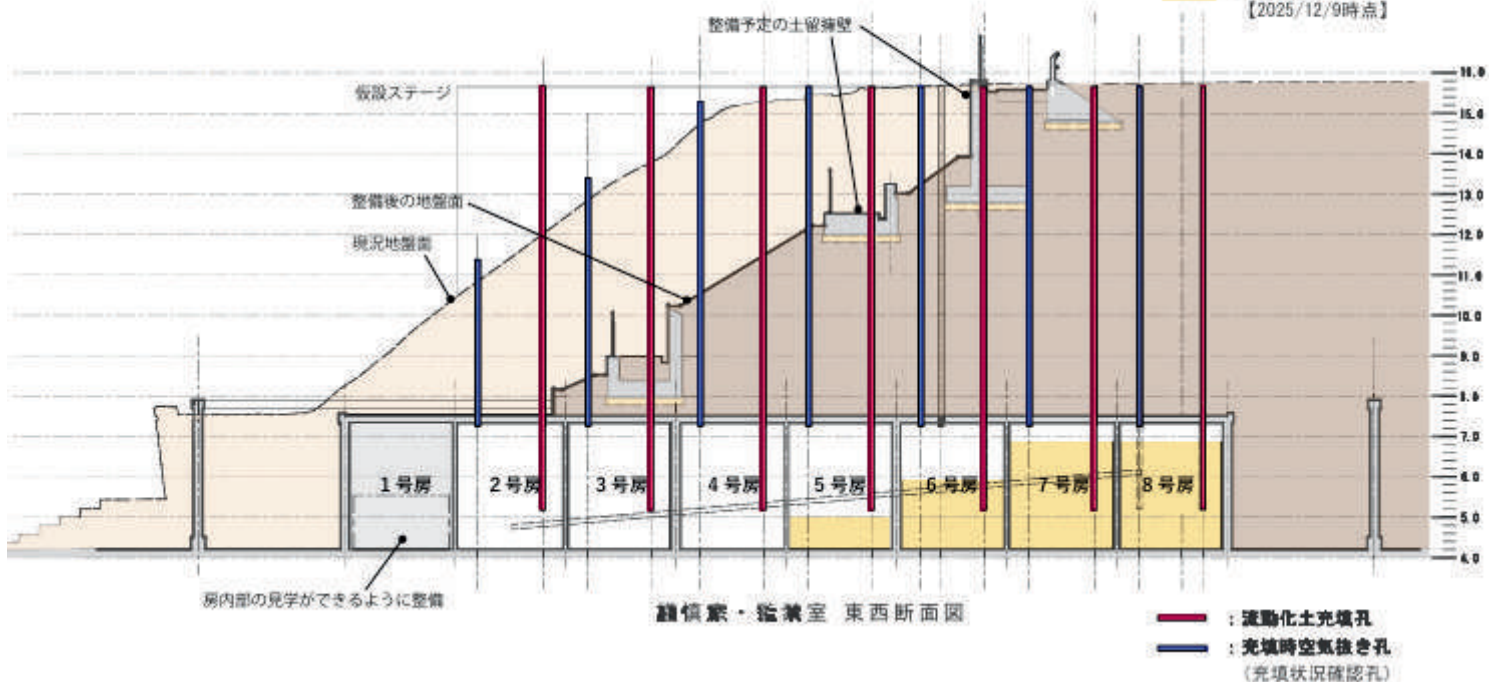 【2025/12/9時点】
整備予定の土留擁壁
仮設ステージ
整備後の地盤面
現況地盤面
16.0
15.0
14.0
13.0
12.0
11.0
10.0
9.0
8.0
7.0
6.0
5.0
4.0
1号房
2号房
3号房
4号房
5号房
6号房
7号房
8号房
房内部の見学ができるように整備
室 東西断面図
：流動化土充填孔
：充填時空気抜き孔
（充填状況確認孔）